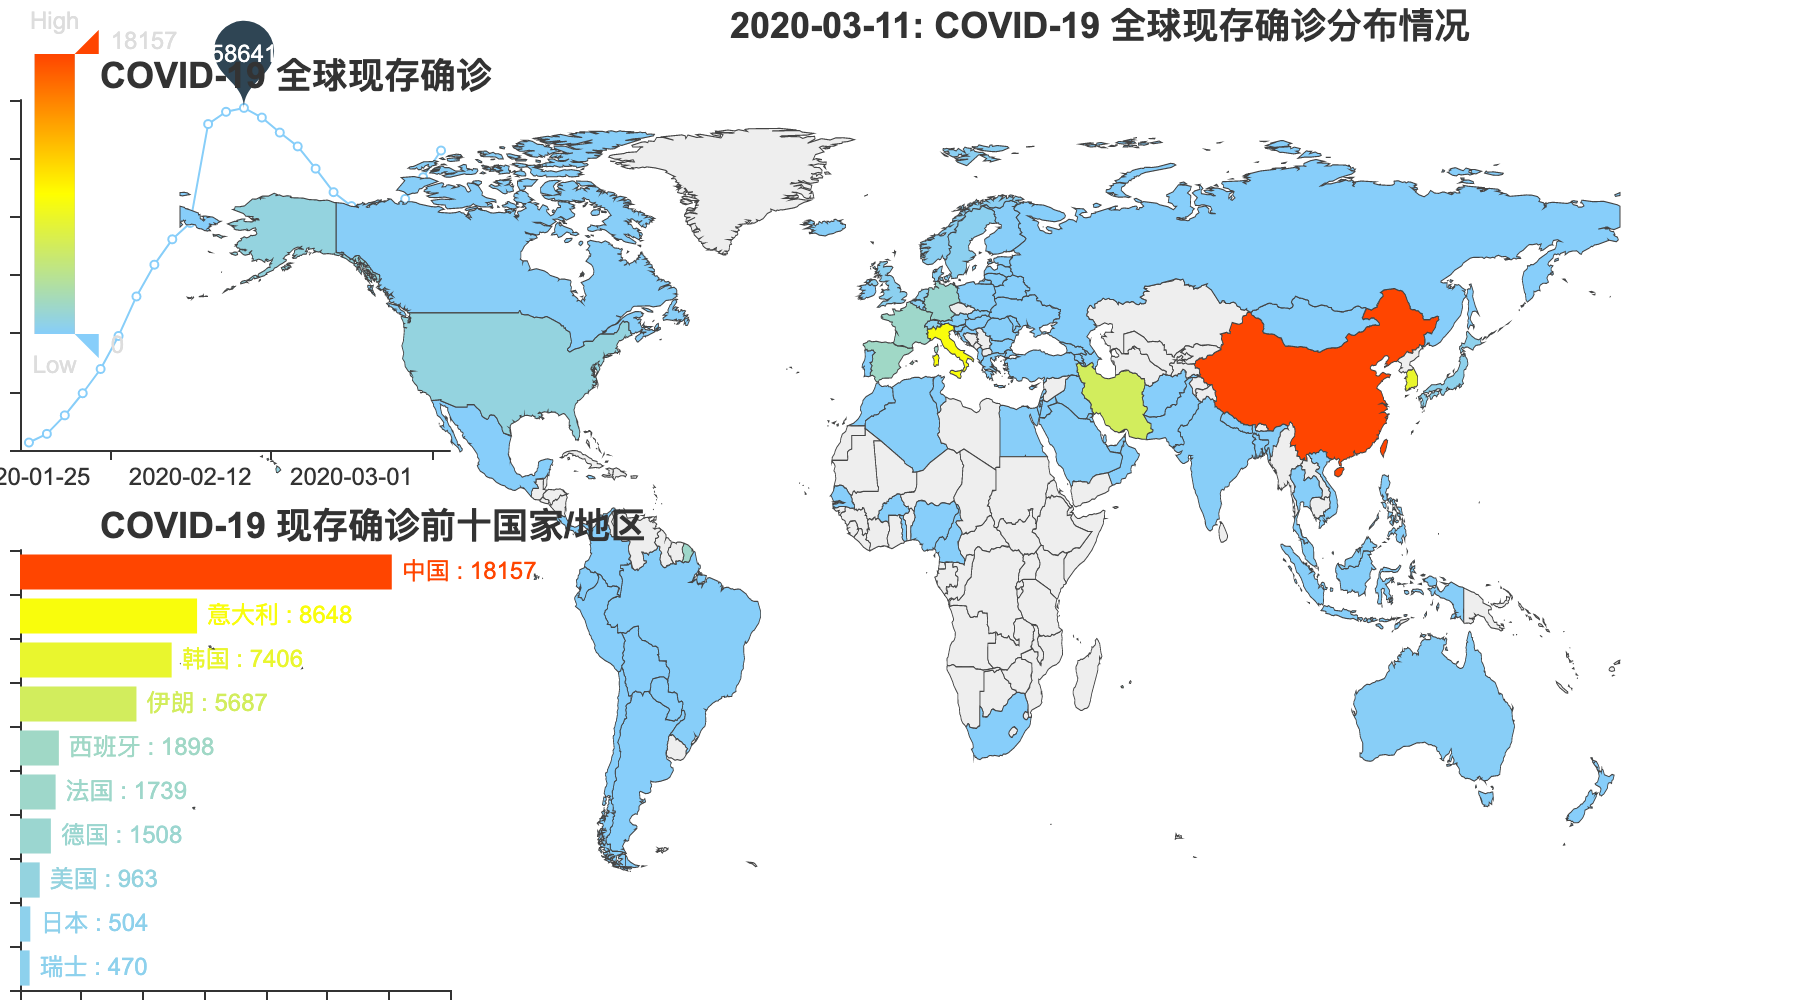 2020-03-11: COVID-19 全球现存确诊分布情况
High
18157
58641
COVID-19 全球现存确诊
0
Low
20-01-25
2020-02-12
2020-03-01
COVID-19 现存确诊前十国家/地区
中国 : 18157
意大利 : 8648
韩国 : 7406
伊朗 : 5687
西班牙 : 1898
法国 : 1739
德国 : 1508
美国 : 963
日本 : 504
瑞士 : 470